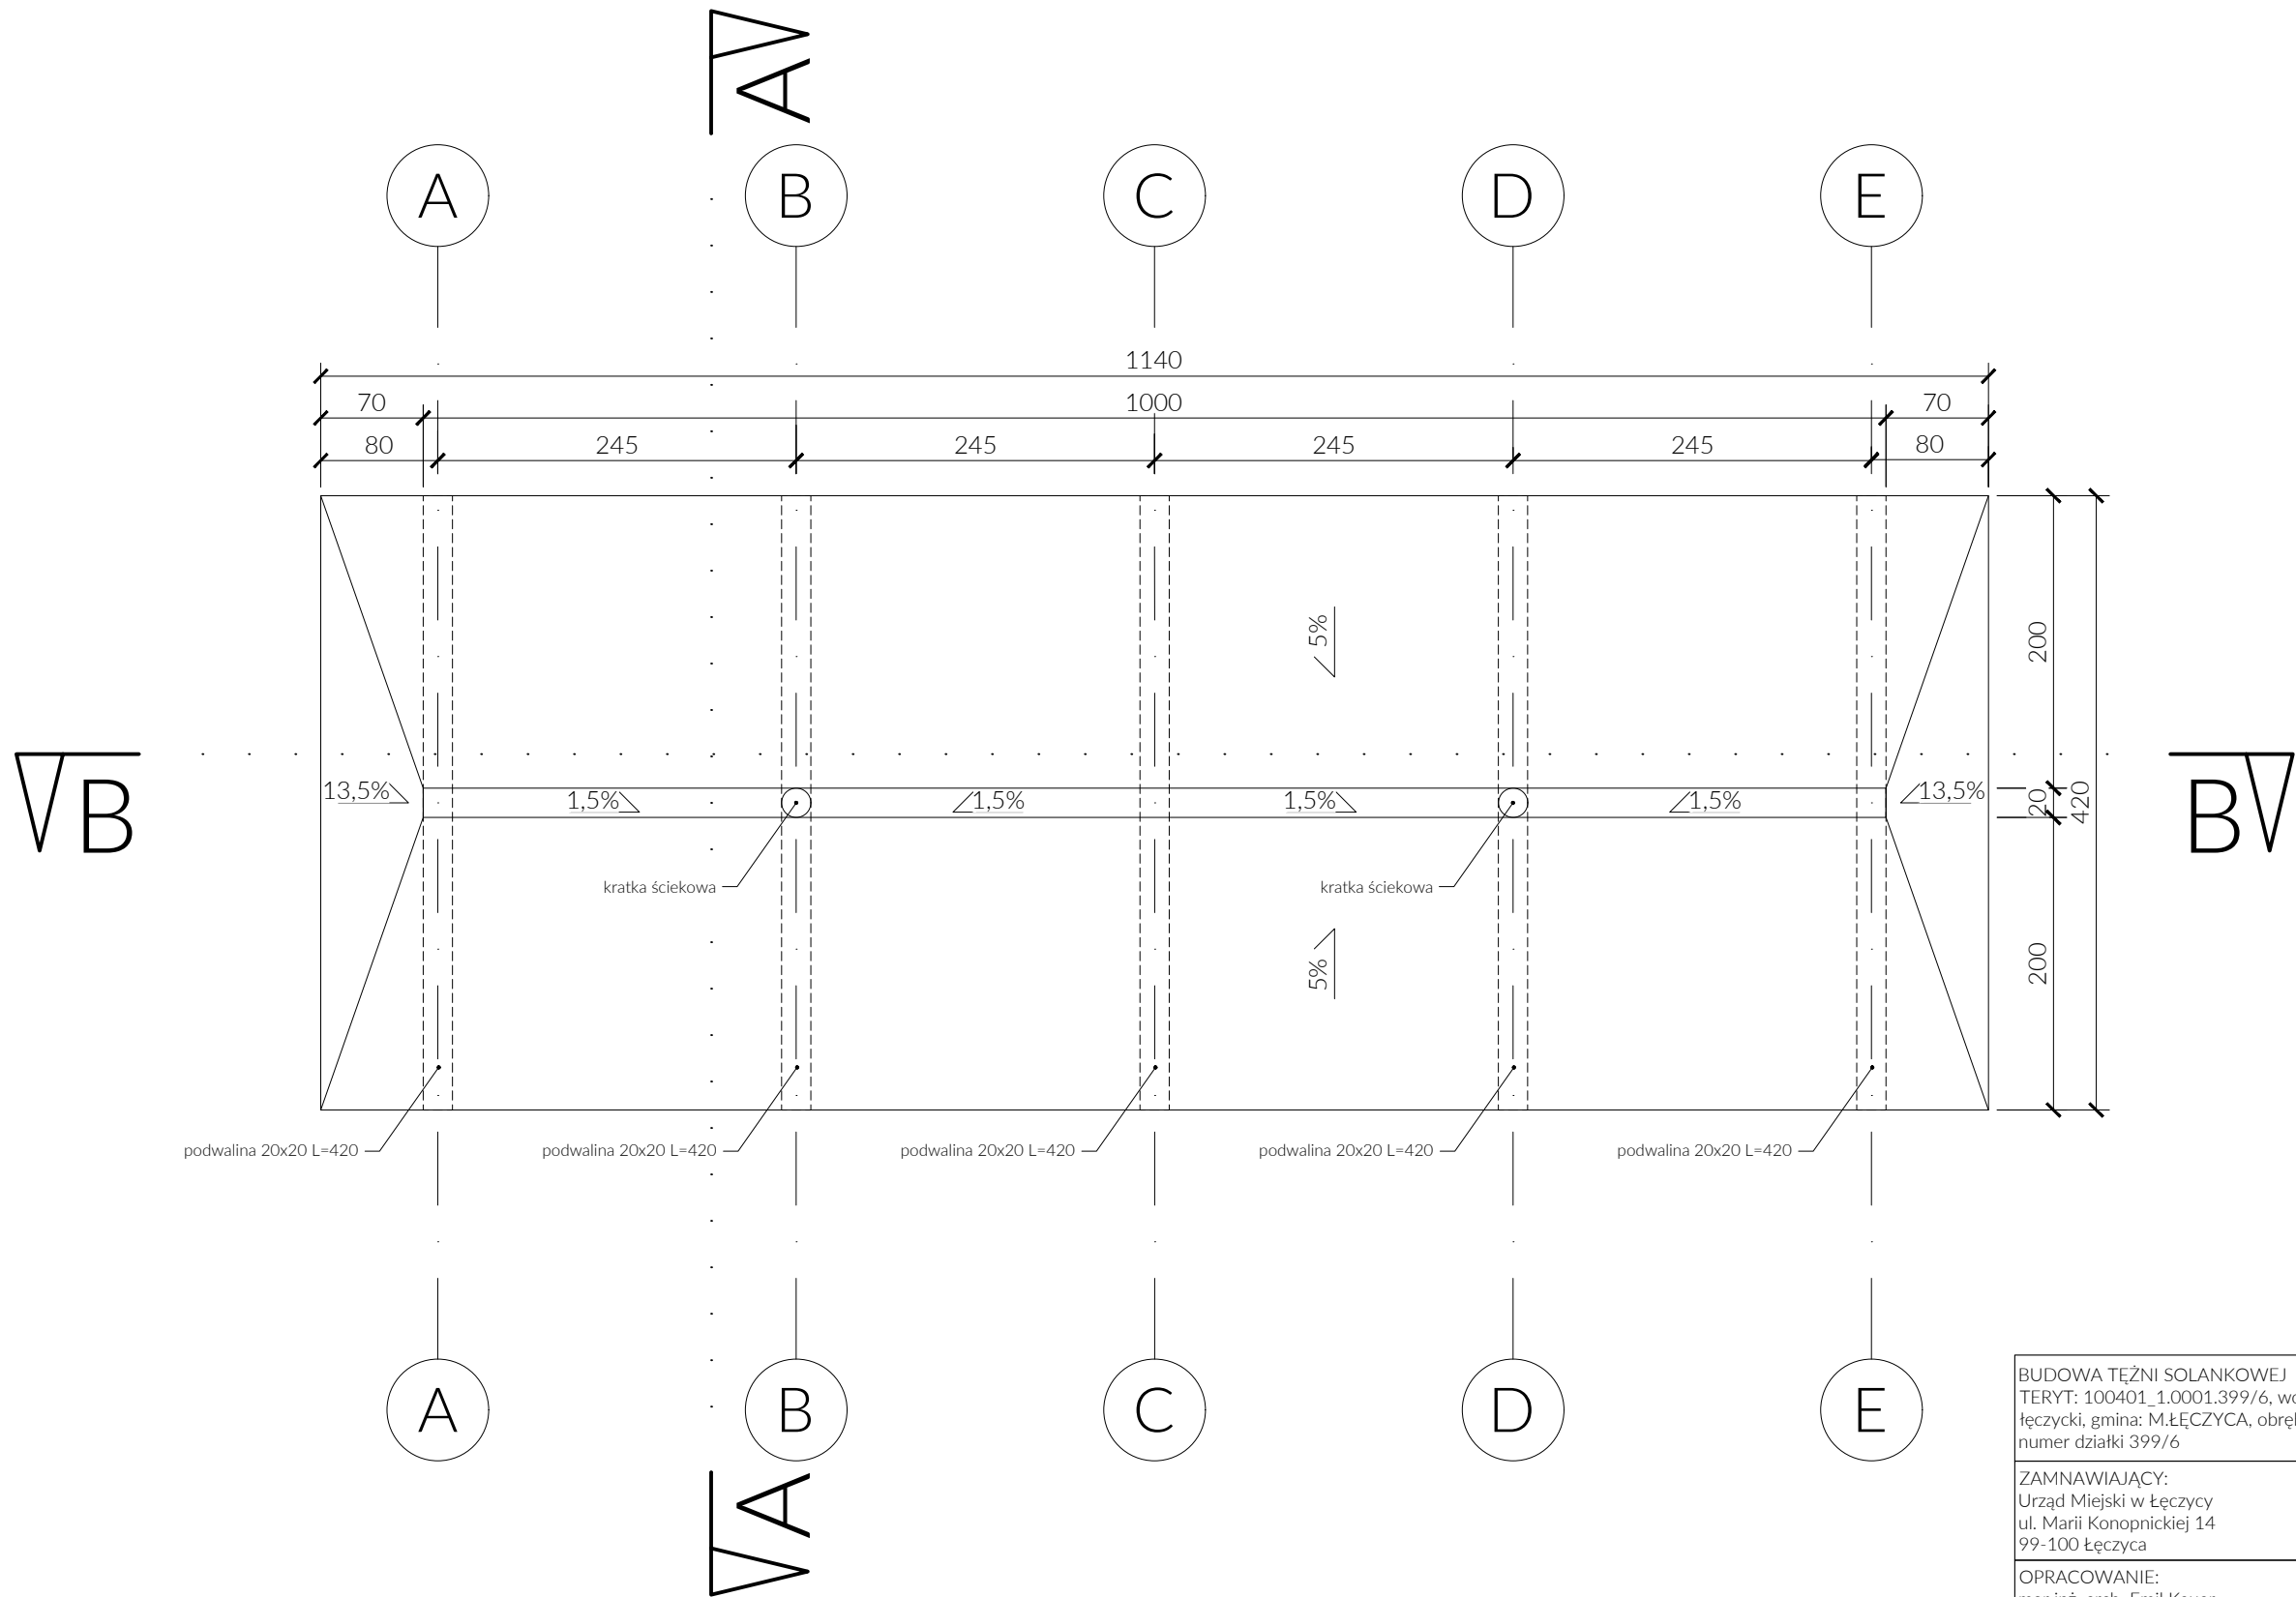 A
A B C D E
1140
70 1000 70
80 245 245 245 245 80
5%
200
B
13,5% 1,5% 1,5% 1,5% 1,5% 13,5%
20
420
B
kratka ściekowa kratka ściekowa
5%
200
podwalina 20x20 L=420 podwalina 20x20 L=420 podwalina 20x20 L=420 podwalina 20x20 L=420 podwalina 20x20 L=420
A B C D E
A
BUDOWA TĘŻNI SOLANKOWEJ
TERYT: 100401_1.0001.399/6,
łęczycki, gmina: M.ŁĘCZYCA,
numer działki 399/6
ZAMNAWIAJĄCY:
Urząd Miejski w Łęczycy
ul. Marii Konopnickiej 14
99-100 Łęczyca
OPRACOWANIE: